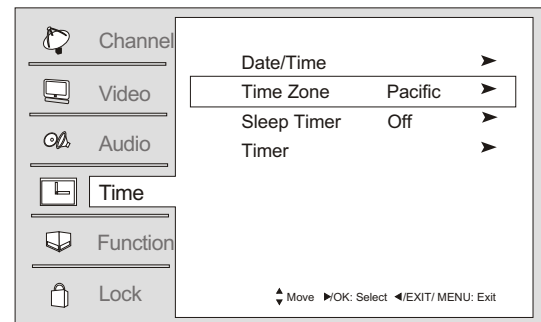 Channel
Video
Audio
Time
Function
Lock
Date/Time ➤
Time Zone Pacific ➤
Sleep Timer Off ➤
Timer ➤
Move ▶/OK: Select ◀/EXIT/ MENU: Exit